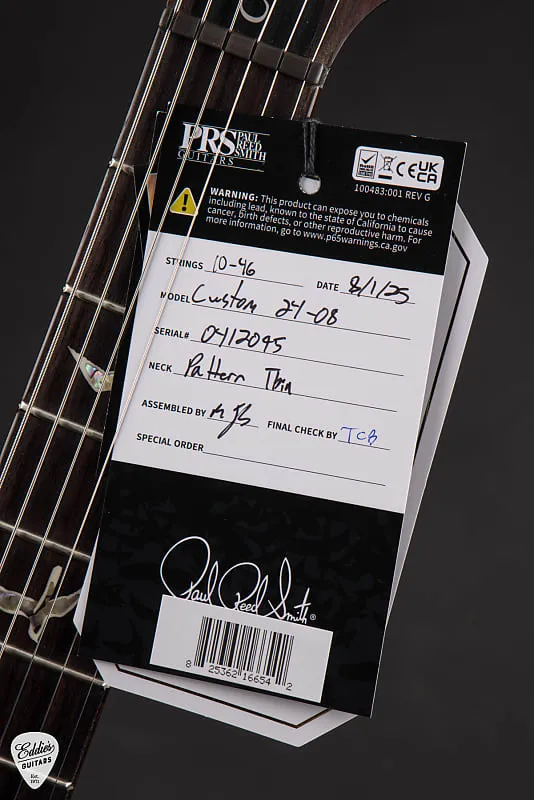 PRS PAUL REED SMITH
GUITARS
CE UK CA
100483:001 REV G
WARNING: This product can expose you to chemicals
including lead, known to the state of California to cause
cancer, birth defects, or other reproductive harm. For
more information, go to www.p65warnings.ca.gov
STRINGS 10-46 DATE 8/1/25
MODEL Custom 24-08
SERIAL# 0412095
NECK Pattern Thin
ASSEMBLED BY FINAL CHECK BY TCB
SPECIAL ORDER
Paul Reed Smith ®
8 25362 16654 2
Eddie's
GUITARS
Est.
1971